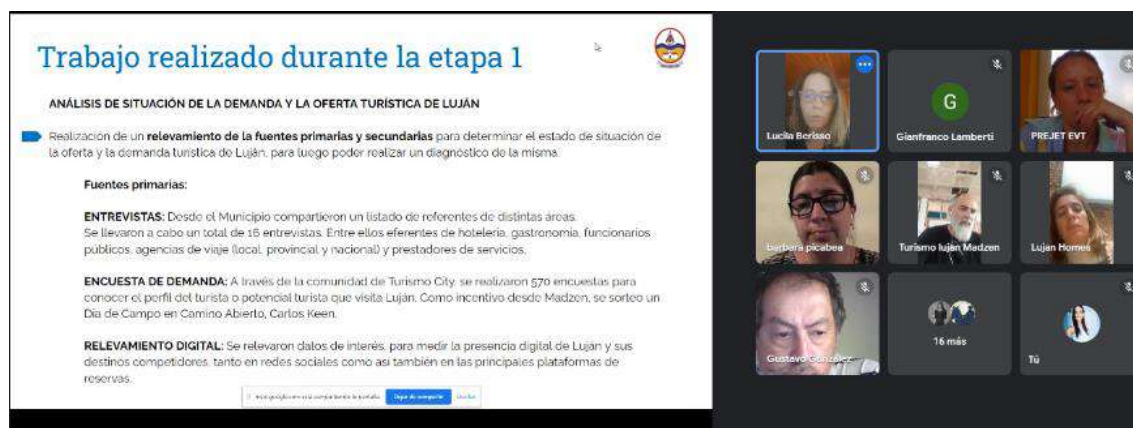 Trabajo realizado durante la etapa 1
ANÁLISIS DE SITUACIÓN DE LA DEMANDA Y LA OFERTA TURÍSTICA DE LUJÁN
Realización de un relevamiento de la fuentes primarias y secundarias para determinar el estado de situación de
la oferta y la demanda turística de Luján, para luego poder realizar un diagnóstico de la misma.
Fuentes primarias:
ENTREVISTAS: Desde el Municipio compartieron un listado de referentes de distintas áreas.
Se llevaron a cabo un total de 16 entrevistas. Entre ellos eferentes de hotelería, gastronomía, funcionarios
públicos, agencias de viaje (local, provincial y nacional) y prestadores de servicios.
ENCUESTA DE DEMANDA: A través de la comunidad de Turismo City, se realizaron 570 encuestas para
conocer el perfil del turista o potencial turista que visita Luján. Como incentivo desde Madzen, se sorteo un
Dia de Campo en Camino Abierto, Carlos Keen.
RELEVAMIENTO DIGITAL: Se relevaron datos de interés, para medir la presencia digital de Luján y sus
destinos competidores, tanto en redes sociales como así también en las principales plataformas de
reservas.
Dejar de compartir
Lucila Berisso
G
Gianfranco Lamberti
PREJET EVT
barbara picabea
Turismo luján Madzen
Lujan Homes
Gustavo González
16 más
Tú